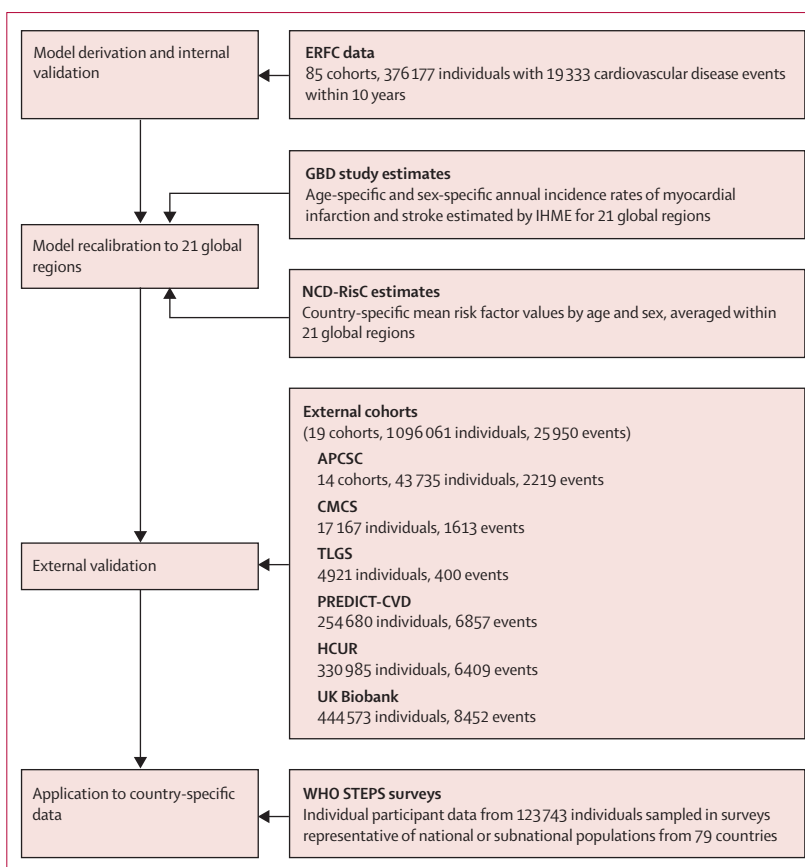 Model derivation and internal
validation
ERFC data
85 cohorts, 376 177 individuals with 19 333 cardiovascular disease events
within 10 years
GBD study estimates
Age-specific and sex-specific annual incidence rates of myocardial
infarction and stroke estimated by IHME for 21 global regions
Model recalibration to 21 global
regions
NCD-RisC estimates
Country-specific mean risk factor values by age and sex, averaged within
21 global regions
External cohorts
(19 cohorts, 1 096 061 individuals, 25 950 events)
APCSC
14 cohorts, 43 735 individuals, 2219 events
CMCS
17 167 individuals, 1613 events
TLGS
4921 individuals, 400 events
PREDICT-CVD
254 680 individuals, 6857 events
HCUR
330 985 individuals, 6409 events
UK Biobank
444 573 individuals, 8452 events
External validation
Application to country-specific
data
WHO STEPS surveys
Individual participant data from 123 743 individuals sampled in surveys
representative of national or subnational populations from 79 countries